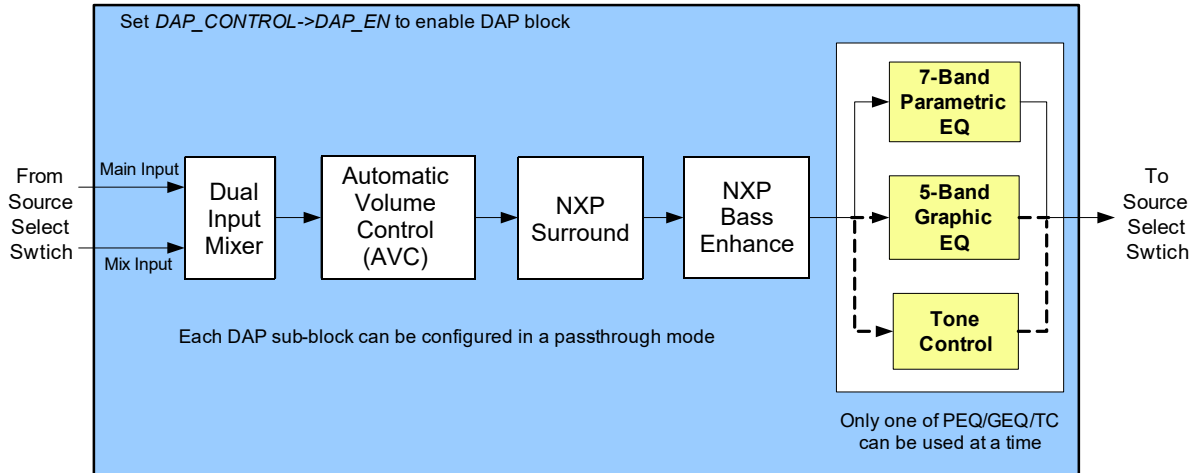 Set DAP_CONTROL->DAP_EN to enable DAP block
From
Source
Select
Swtich
Main Input
Mix Input
Dual
Input
Mixer
Automatic
Volume
Control
(AVC)
NXP
Surround
NXP
Bass
Enhance
7-Band
Parametric
EQ
5-Band
Graphic
EQ
Tone
Control
To
Source
Select
Swtich
Each DAP sub-block can be configured in a passthrough mode
Only one of PEQ/GEQ/TC
can be used at a time